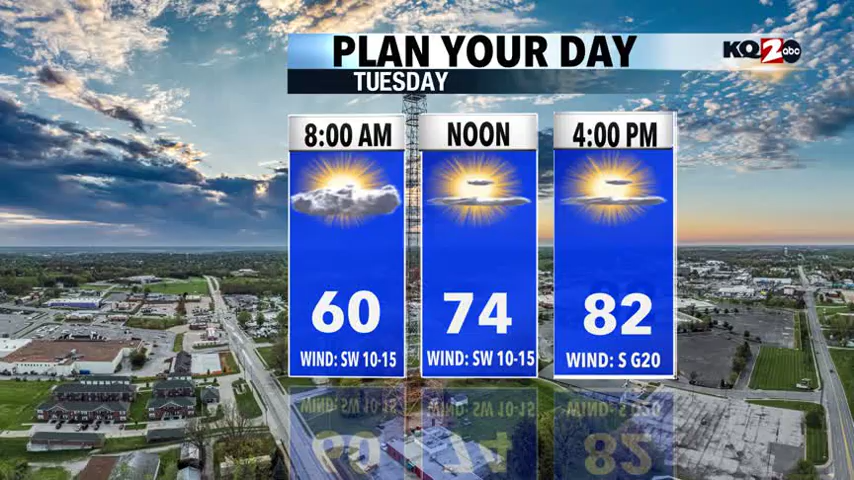 PLAN YOUR DAY
KQ2 abc
TUESDAY
8:00 AM
NOON
4:00 PM
60
74
82
WIND: SW 10-15
WIND: SW 10-15
WIND: S G20